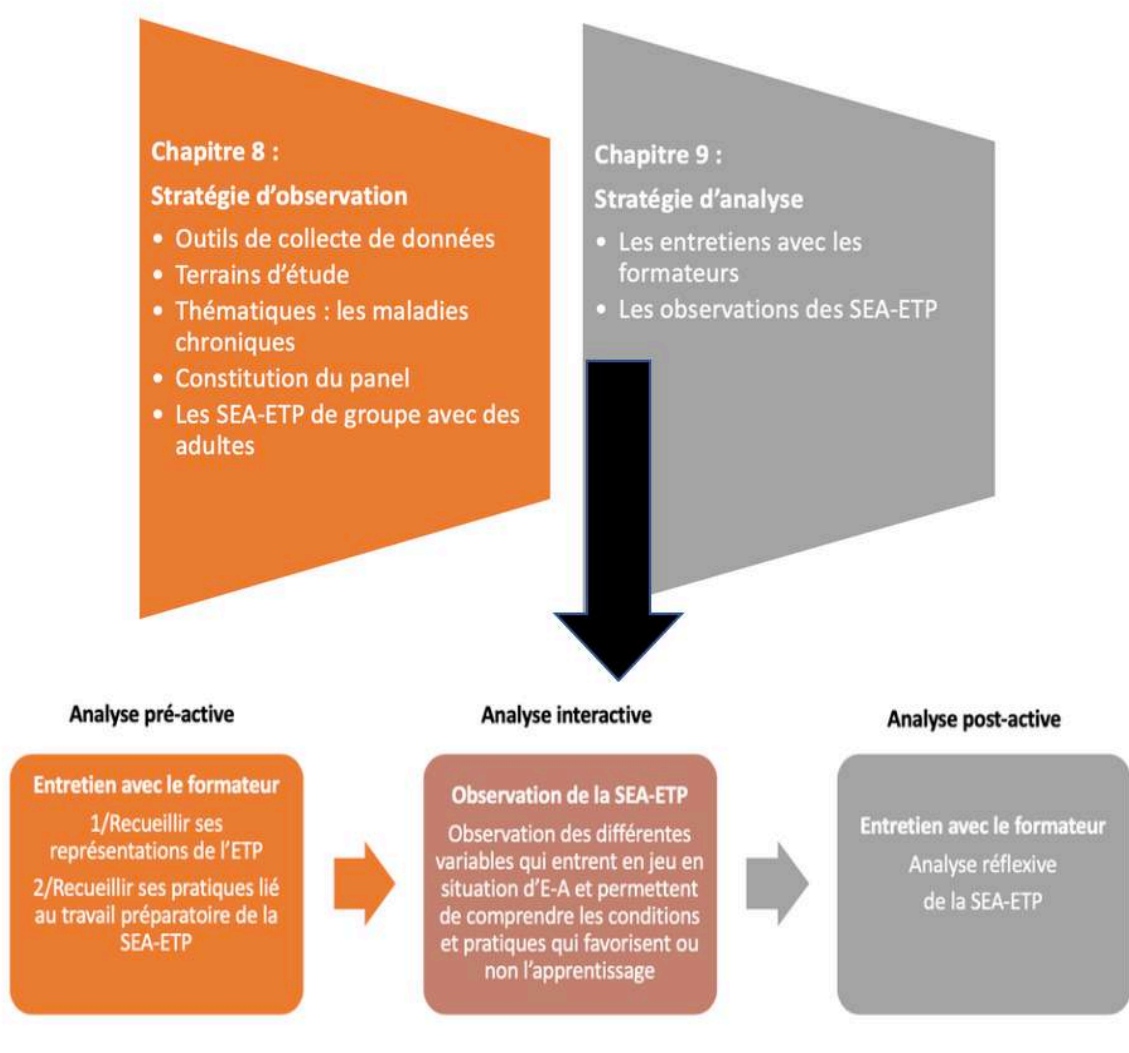 Chapitre 8 :
Stratégie d'observation
• Outils de collecte de données
• Terrains d'étude
• Thématiques : les maladies
chroniques
• Constitution du panel
• Les SEA-ETP de groupe avec des
adultes
Chapitre 9 :
Stratégie d'analyse
• Les entretiens avec les
formateurs
• Les observations des SEA-ETP
Analyse pré-active
Entretien avec le formateur
1/Recueillir ses
représentations de l'ETP
2/Recueillir ses pratiques lié
au travail préparatoire de la
SEA-ETP
Analyse interactive
Observation de la SEA-ETP
Observation des différentes
variables qui entrent en jeu en
situation d'E-A et permettent
de comprendre les conditions
et pratiques qui favorisent ou
non l'apprentissage
Analyse post-active
Entretien avec le formateur
Analyse réflexive
de la SEA-ETP